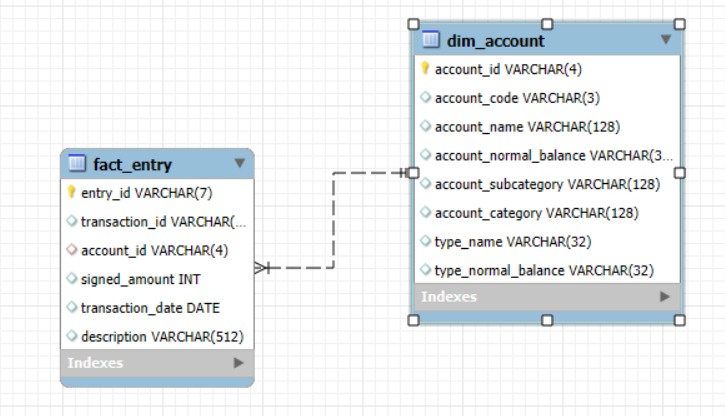 dim_account
account_id VARCHAR(4)
account_code VARCHAR(3)
account_name VARCHAR(128)
account_normal_balance VARCHAR(3...
account_subcategory VARCHAR(128)
account_category VARCHAR(128)
type_name VARCHAR(32)
type_normal_balance VARCHAR(32)
Indexes
fact_entry
entry_id VARCHAR(7)
transaction_id VARCHAR(...
account_id VARCHAR(4)
signed_amount INT
transaction_date DATE
description VARCHAR(512)
Indexes